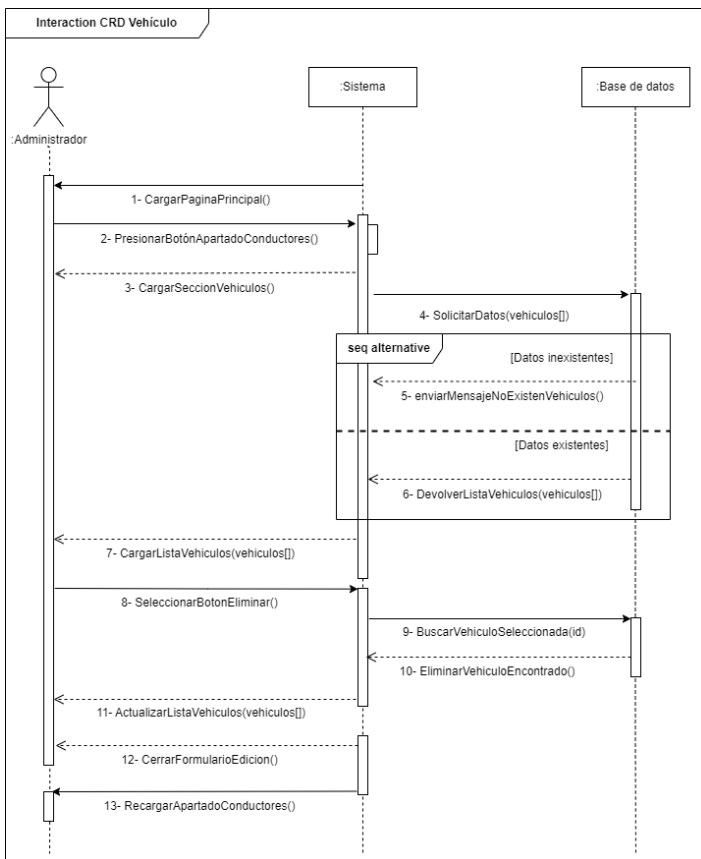 Interaction CRD Vehículo
:Sistema
:Base de datos
:Administrador
1- CargarPaginaPrincipal()
2- PresionarBotónApartadoConductores()
3- CargarSeccionVehiculos()
4- SolicitarDatos(vehiculos[])
seq alternative
[Datos inexistentes]
5- enviarMensajeNoExistenVehiculos()
[Datos existentes]
6- DevolverListaVehiculos(vehiculos[])
7- CargarListaVehiculos(vehiculos[])
8- SeleccionarBotonEliminar()
9- BuscarVehiculoSeleccionada(id)
10- EliminarVehiculoEncontrado()
11- ActualizarListaVehiculos(vehiculos[])
12- CerrarFormularioEdicion()
13- RecargarApartadoConductores()